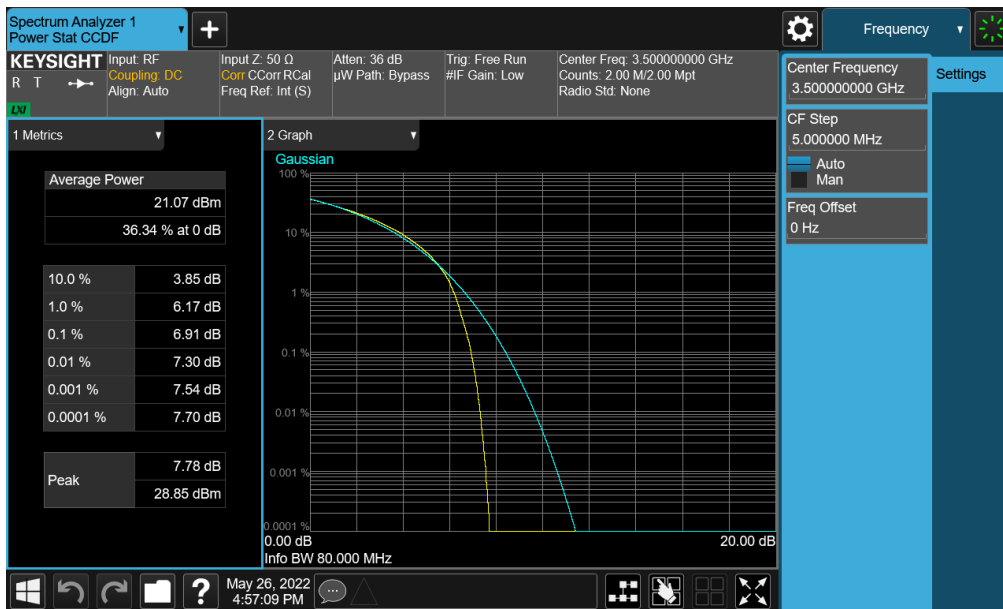 Spectrum Analyzer 1
Power Stat CCDF
+
Frequency
KEYSIGHT
R T
LXI
Input: RF
Coupling: DC
Align: Auto
Input Z: 50 Ω
Corr CCorr RCal
Freq Ref: Int (S)
Atten: 36 dB
µW Path: Bypass
Trig: Free Run
#IF Gain: Low
Center Freq: 3.500000000 GHz
Counts: 2.00 M/2.00 Mpt
Radio Std: None
Center Frequency
3.500000000 GHz
Settings
CF Step
5.000000 MHz
Auto
Man
Freq Offset
0 Hz
1 Metrics
Average Power
21.07 dBm
36.34 % at 0 dB
10.0 % 3.85 dB
1.0 % 6.17 dB
0.1 % 6.91 dB
0.01 % 7.30 dB
0.001 % 7.54 dB
0.0001 % 7.70 dB
Peak
7.78 dB
28.85 dBm
2 Graph
Gaussian
100 %
10 %
1 %
0.1 %
0.01 %
0.001 %
0.0001 %
0.00 dB 20.00 dB
Info BW 80.000 MHz
?
May 26, 2022
4:57:09 PM